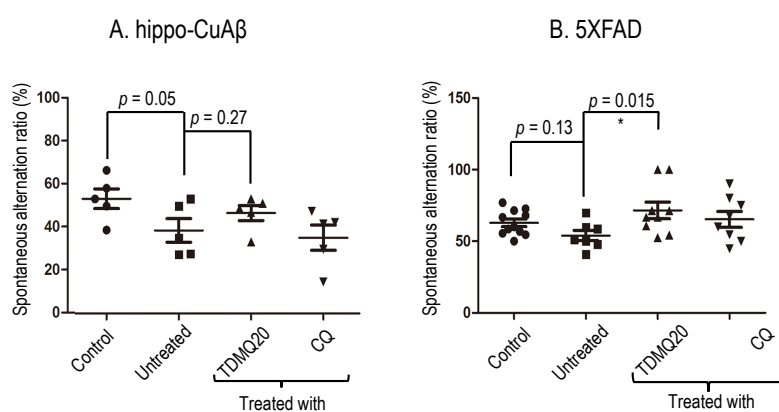 A. hippo-CuAβ
Spontaneous alternation ratio (%)
100
80
60
40
20
0
p = 0.05
p = 0.27
Control
Untreated
TDMQ20
CQ
Treated with
B. 5XFAD
Spontaneous alternation ratio (%)
150
100
50
0
p = 0.13
p = 0.015
*
Control
Untreated
TDMQ20
CQ
Treated with